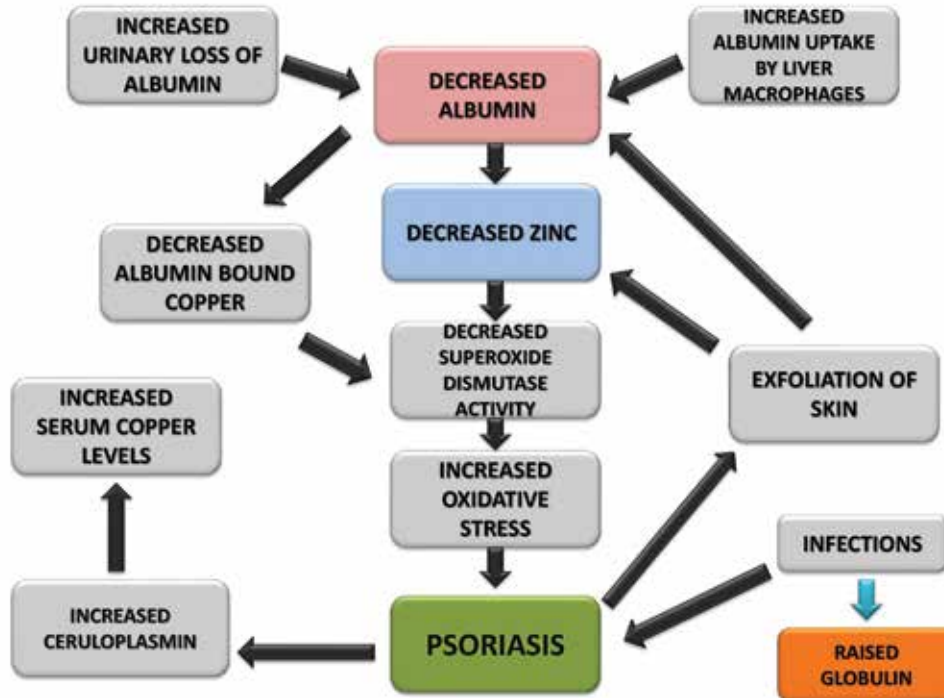 INCREASED
URINARY LOSS OF
ALBUMIN
DECREASED
ALBUMIN
INCREASED
ALBUMIN UPTAKE
BY LIVER
MACROPHAGES
DECREASED ZINC
DECREASED
ALBUMIN BOUND
COPPER
DECREASED
SUPEROXIDE
DISMUTASE
ACTIVITY
EXFOLIATION OF
SKIN
INCREASED
SERUM COPPER
LEVELS
INCREASED
OXIDATIVE
STRESS
INFECTIONS
INCREASED
CERULOPLASMIN
PSORIASIS
RAISED
GLOBULIN